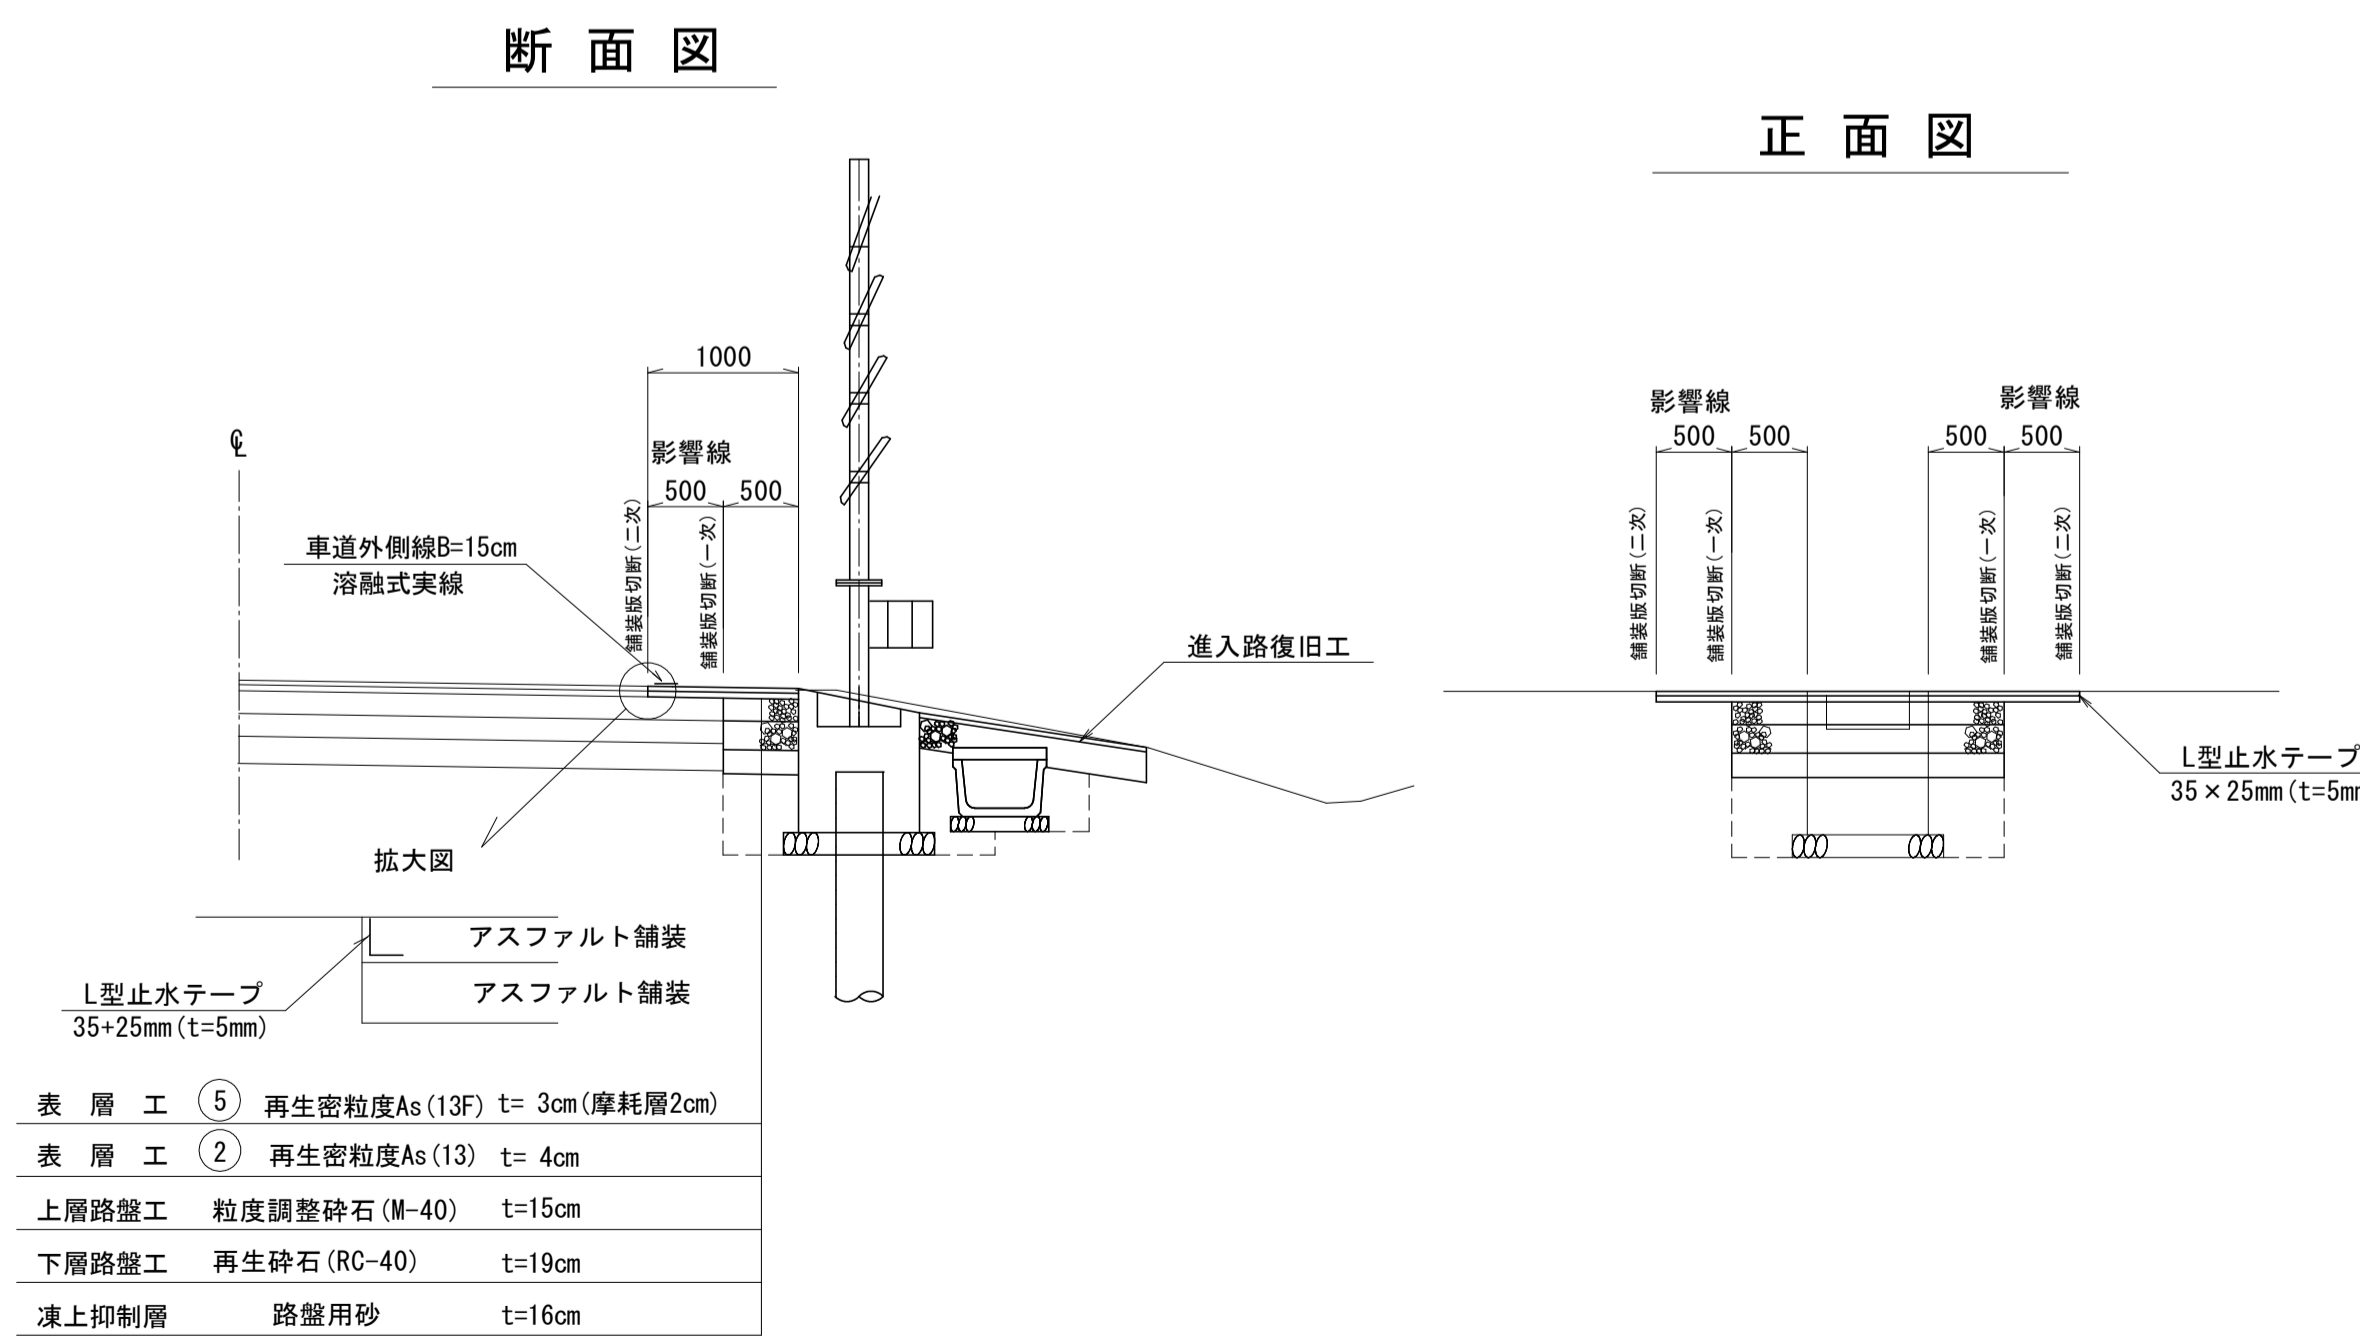 断面図
正面図
1000
影響線
500 500
舗装版切断(二次)
舗装版切断(一次)
℄
車道外側線B=15cm
溶融式実線
進入路復旧工
拡大図
アスファルト舗装
アスファルト舗装
L型止水テープ
35+25mm(t=5mm)
表層工 ⑤ 再生密粒度As(13F) t= 3cm(摩耗層2cm)
表層工 ② 再生密粒度As(13) t= 4cm
上層路盤工 粒度調整砕石(M-40) t=15cm
下層路盤工 再生砕石(RC-40) t=19cm
凍上抑制層 路盤用砂 t=16cm
影響線 影響線
500 500 500 500
舗装版切断(二次)
舗装版切断(一次)
舗装版切断(一次)
舗装版切断(二次)
L型止水テープ
35×25mm(t=5mm